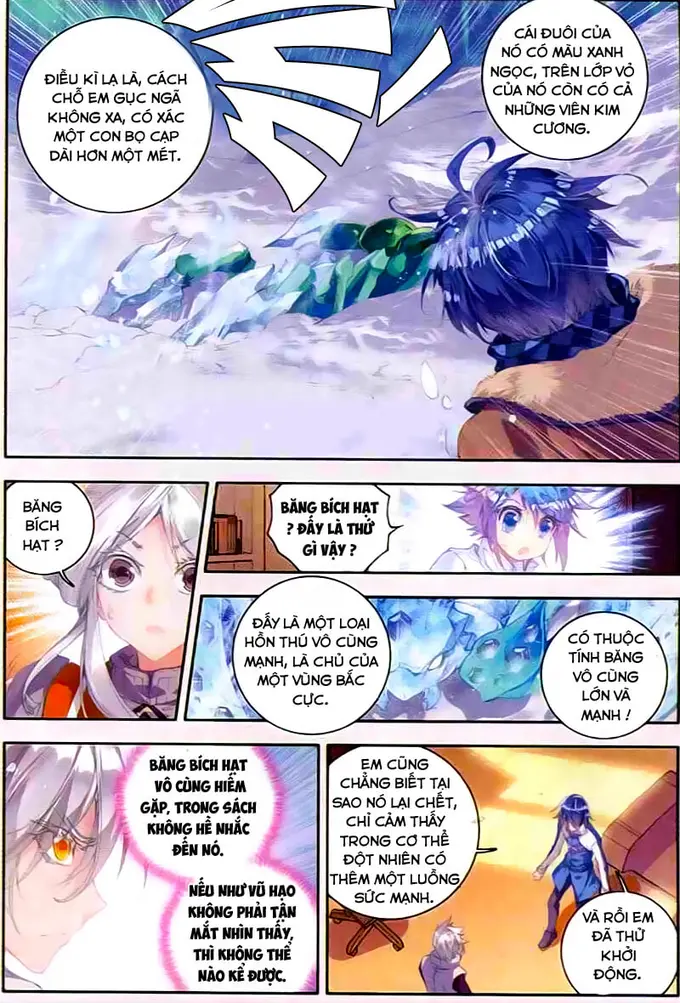 ĐIỀU KÌ LẠ LÀ, CÁCH
CHỖ EM GỤC NGÃ
KHÔNG XA, CÓ XÁC
MỘT CON BỌ CẠP
DÀI HƠN MỘT MÉT.
CÁI ĐUÔI CỦA
NÓ CÓ MÀU XANH
NGỌC, TRÊN LỚP VỎ
CỦA NÓ CÒN CÓ CẢ
NHỮNG VIÊN KIM
CƯƠNG.
BĂNG
BÍCH
HẠT ?
BĂNG BÍCH HẠT
? ĐẤY LÀ THỨ
GÌ VẬY ?
ĐẤY LÀ MỘT LOẠI
HỒN THÚ VÔ CÙNG
MẠNH, LÀ CHỦ CỦA
MỘT VÙNG BẮC
CỰC.
CÓ THUỘC
TÍNH BĂNG
VÔ CÙNG
LỚN VÀ
MẠNH !
BĂNG BÍCH HẠT
VÔ CÙNG HIẾM
GẶP, TRONG SÁCH
KHÔNG HỀ NHẮC
ĐẾN NÓ.
NẾU NHƯ VŨ HẠO
KHÔNG PHẢI TẬN
MẮT NHÌN THẤY,
THÌ KHÔNG THỂ
NÀO KỂ ĐƯỢC.
EM CŨNG
CHẲNG BIẾT TẠI
SAO NÓ LẠI CHẾT,
CHỈ CẢM THẤY
TRONG CƠ THỂ
ĐỘT NHIÊN CÓ
THÊM MỘT LUỒNG
SỨC MẠNH.
VÀ RỒI EM
ĐÃ THỬ
KHỞI
ĐỘNG.